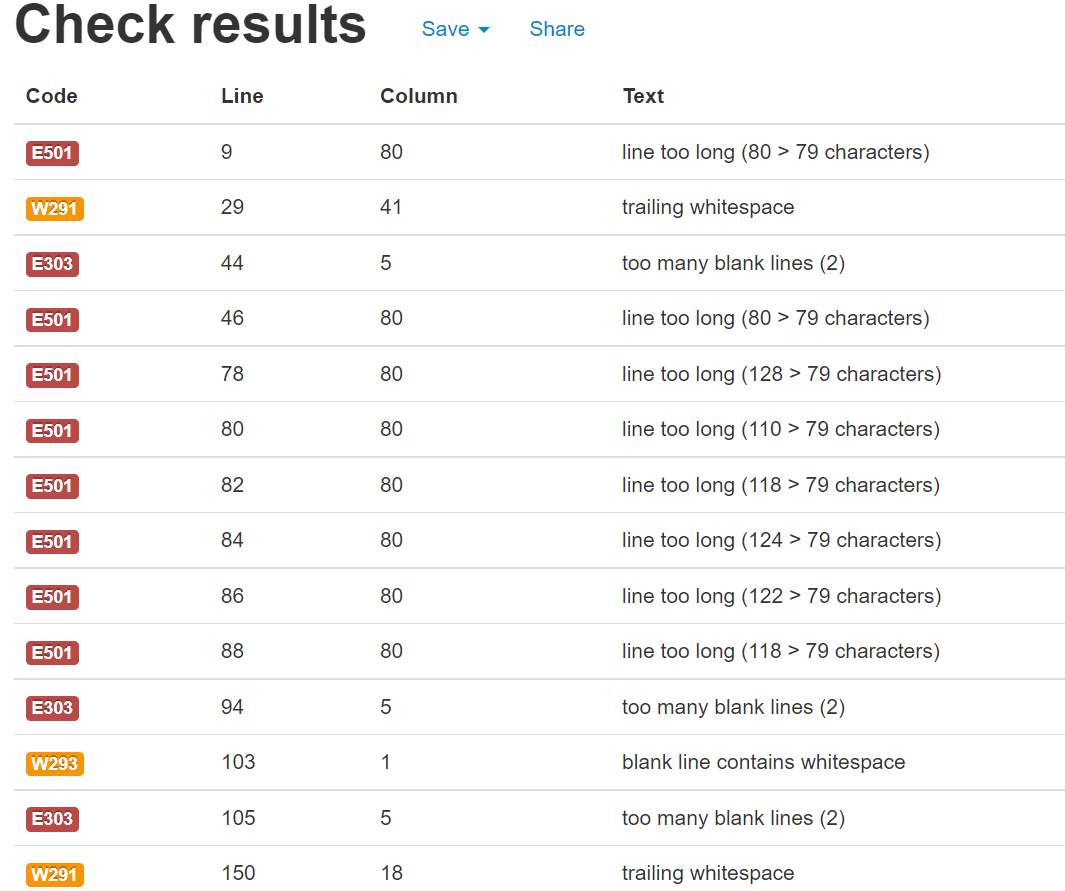 Check results Save Share
Code Line Column Text
E501 9 80 line too long (80 > 79 characters)
W291 29 41 trailing whitespace
E303 44 5 too many blank lines (2)
E501 46 80 line too long (80 > 79 characters)
E501 78 80 line too long (128 > 79 characters)
E501 80 80 line too long (110 > 79 characters)
E501 82 80 line too long (118 > 79 characters)
E501 84 80 line too long (124 > 79 characters)
E501 86 80 line too long (122 > 79 characters)
E501 88 80 line too long (118 > 79 characters)
E303 94 5 too many blank lines (2)
W293 103 1 blank line contains whitespace
E303 105 5 too many blank lines (2)
W291 150 18 trailing whitespace